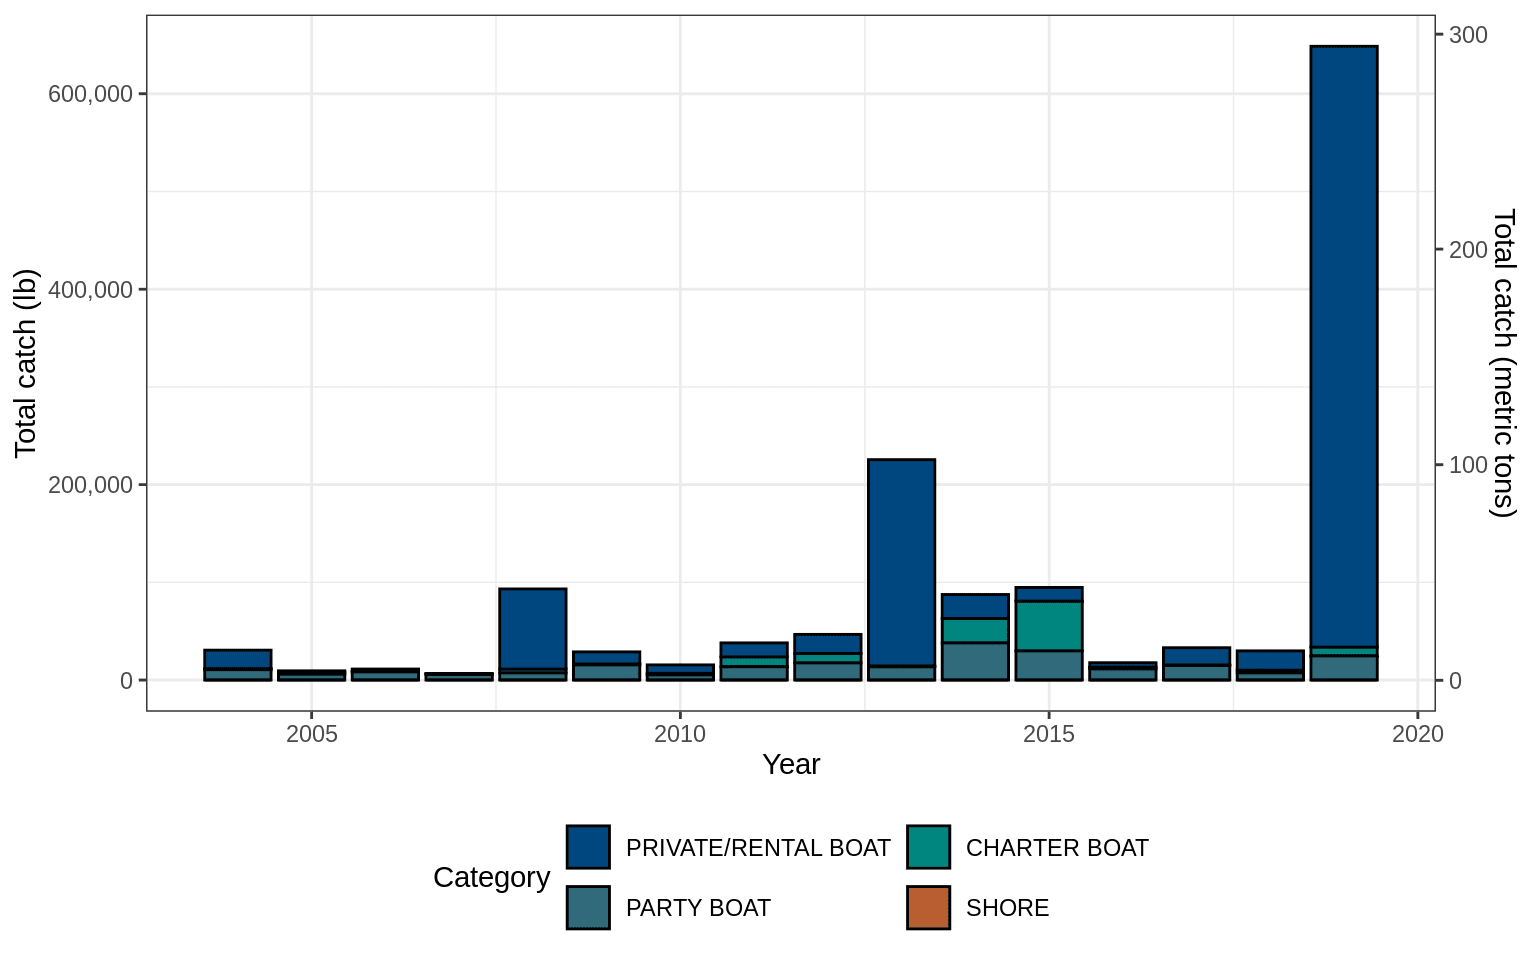 Total catch (lb)
600,000
400,000
200,000
0
300
200
100
0
Total catch (metric tons)
2005 2010 2015 2020
Year
Category
PRIVATE/RENTAL BOAT CHARTER BOAT
PARTY BOAT SHORE